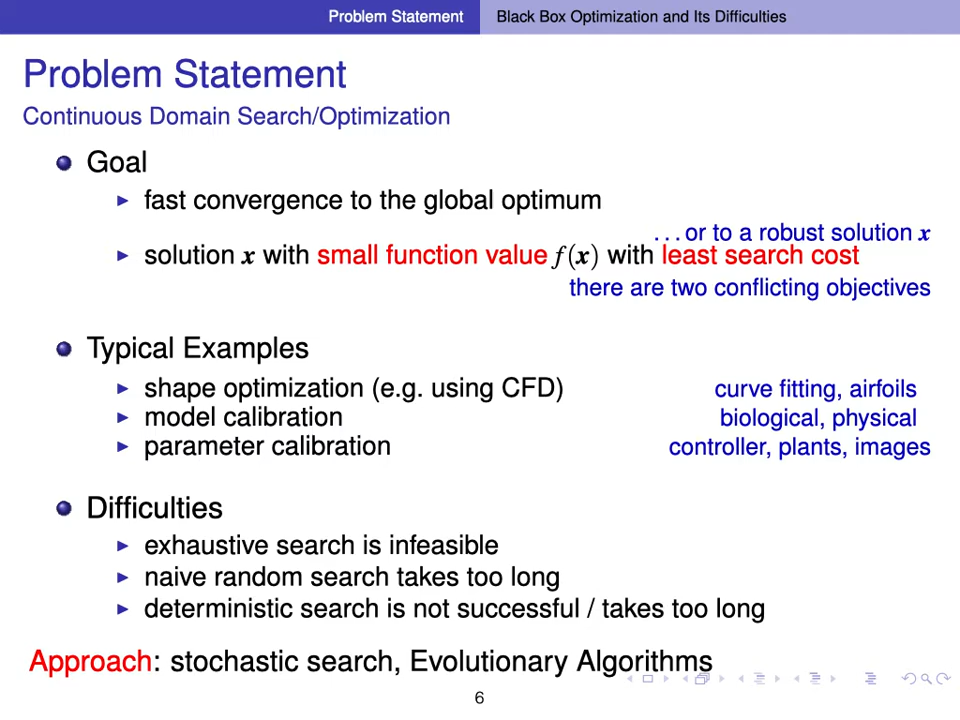 Problem Statement Black Box Optimization and Its Difficulties
Problem Statement
Continuous Domain Search/Optimization
Goal
fast convergence to the global optimum
. . . or to a robust solution x
solution x with small function value f(x) with least search cost
there are two conflicting objectives
Typical Examples
shape optimization (e.g. using CFD) curve fitting, airfoils
model calibration biological, physical
parameter calibration controller, plants, images
Difficulties
exhaustive search is infeasible
naive random search takes too long
deterministic search is not successful / takes too long
Approach: stochastic search, Evolutionary Algorithms
6